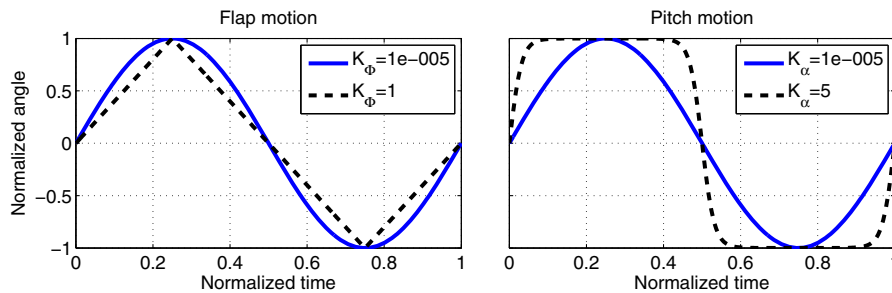 Flap motion
Normalized angle
1
0.5
0
−0.5
−1
K_Φ=1e−005
K_Φ=1
0
0.2
0.4
0.6
0.8
1
Normalized time
Pitch motion
K_α=1e−005
K_α=5
0
0.2
0.4
0.6
0.8
1
Normalized time